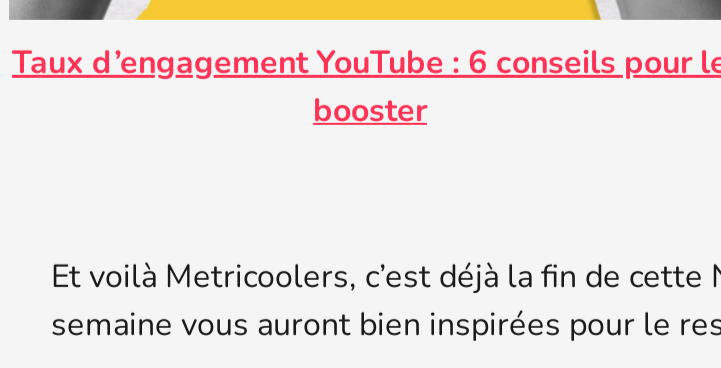 Taux d’engagement YouTube : 6 conseils pour le
booster
Et voilà Metricoolers, c’est déjà la fin de cette
semaine vous auront bien inspirées pour le